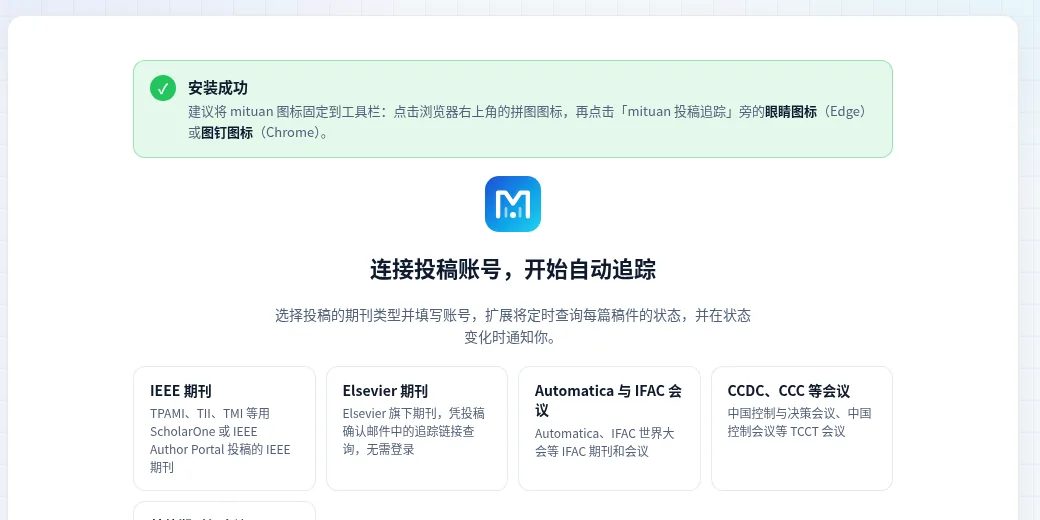 安装成功
建议将 mituan 图标固定到工具栏：点击浏览器右上角的拼图图标，再点击「mituan 投稿追踪」旁的眼睛图标（Edge）
或图钉图标（Chrome）。
连接投稿账号，开始自动追踪
选择投稿的期刊类型并填写账号，扩展将定时查询每篇稿件的状态，并在状态
变化时通知你。
IEEE 期刊
TPAMI、TII、TMI 等用
ScholarOne 或 IEEE
Author Portal 投稿的 IEEE
期刊
Elsevier 期刊
Elsevier 旗下期刊，凭投稿
确认邮件中的追踪链接查
询，无需登录
Automatica 与 IFAC 会
议
Automatica、IFAC 世界大
会等 IFAC 期刊和会议
CCDC、CCC 等会议
中国控制与决策会议、中国
控制会议等 TCCT 会议